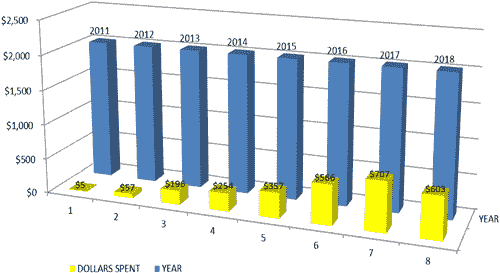 $2,500
$2,000
$1,500
$1,000
$500
$0
2011 2012 2013 2014 2015 2016 2017 2018
$5 $57 $196 $254 $357 $566 $707 $603
1 2 3 4 5 6 7 8
YEAR
DOLLARS SPENT YEAR